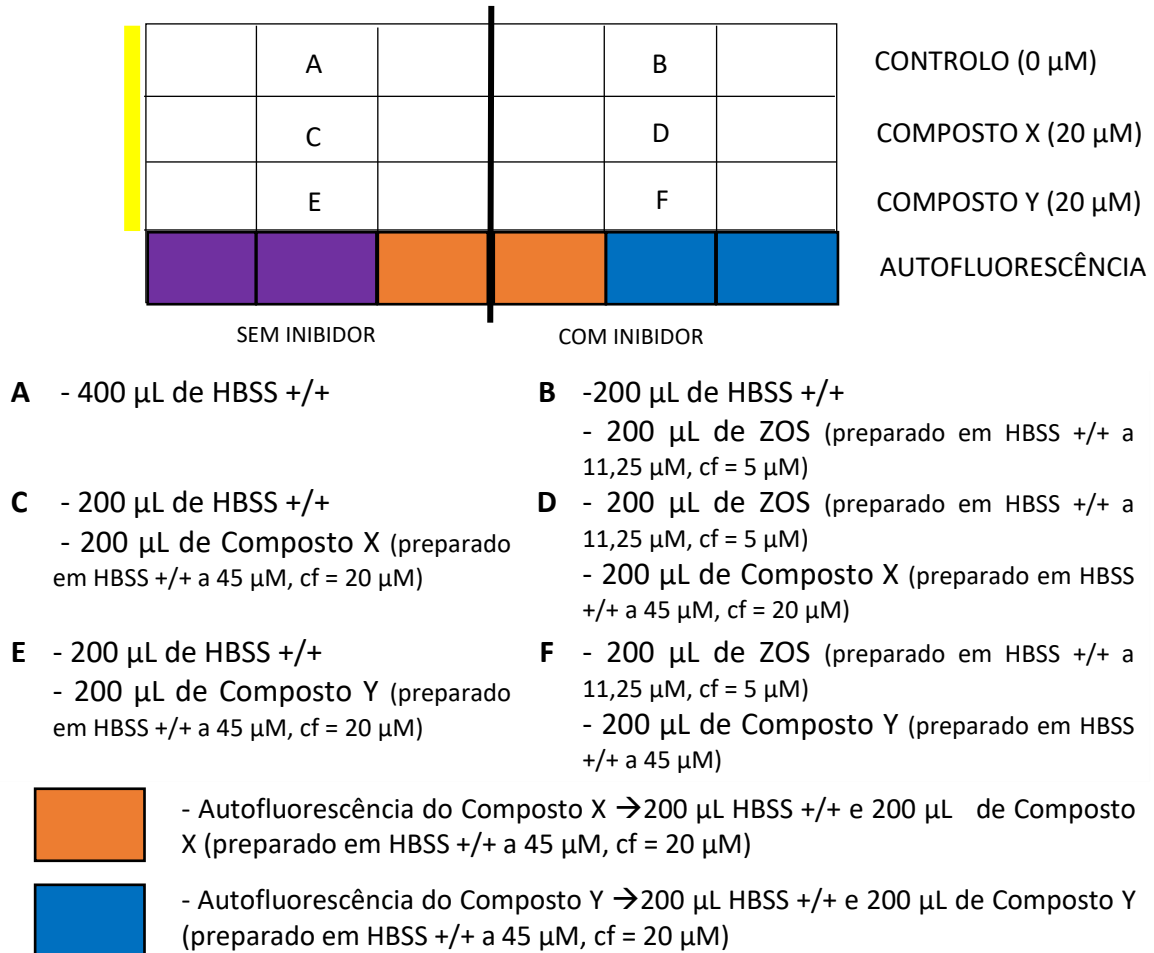 A B CONTROLO (0 µM)
C D COMPOSTO X (20 µM)
E F COMPOSTO Y (20 µM)
AUTOFLUORESCÊNCIA
SEM INIBIDOR COM INIBIDOR
A - 400 µL de HBSS +/+
B -200 µL de HBSS +/+
- 200 µL de ZOS (preparado em HBSS +/+ a
11,25 µM, cf = 5 µM)
C - 200 µL de HBSS +/+
- 200 µL de Composto X (preparado
em HBSS +/+ a 45 µM, cf = 20 µM)
D - 200 µL de ZOS (preparado em HBSS +/+ a
11,25 µM, cf = 5 µM)
- 200 µL de Composto X (preparado em HBSS
+/+ a 45 µM, cf = 20 µM)
E - 200 µL de HBSS +/+
- 200 µL de Composto Y (preparado
em HBSS +/+ a 45 µM, cf = 20 µM)
F - 200 µL de ZOS (preparado em HBSS +/+ a
11,25 µM, cf = 5 µM)
- 200 µL de Composto Y (preparado em HBSS
+/+ a 45 µM)
- Autofluorescência do Composto X →200 µL HBSS +/+ e 200 µL de Composto
X (preparado em HBSS +/+ a 45 µM, cf = 20 µM)
- Autofluorescência do Composto Y →200 µL HBSS +/+ e 200 µL de Composto Y
(preparado em HBSS +/+ a 45 µM, cf = 20 µM)